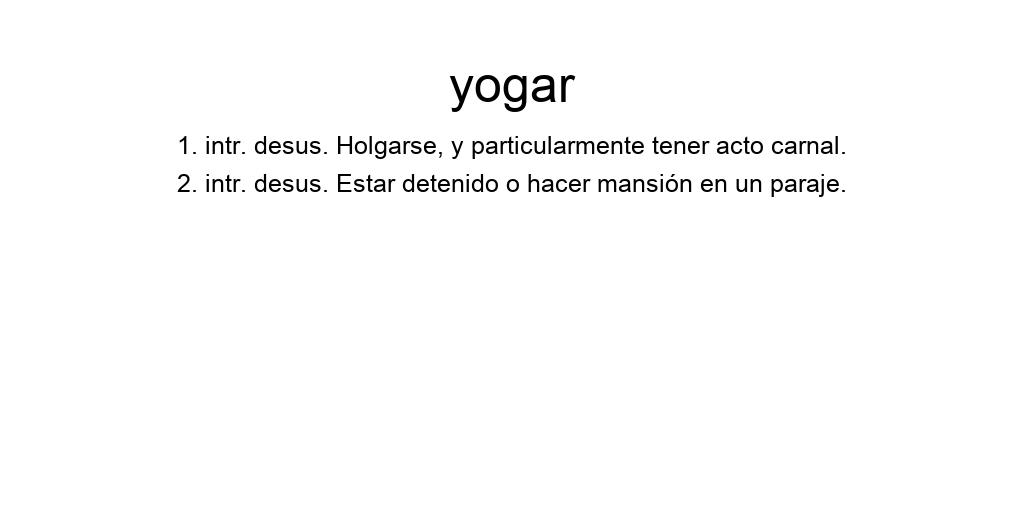 yogar
1. intr. desus. Holgarse, y particularmente tener acto carnal.
2. intr. desus. Estar detenido o hacer mansión en un paraje.